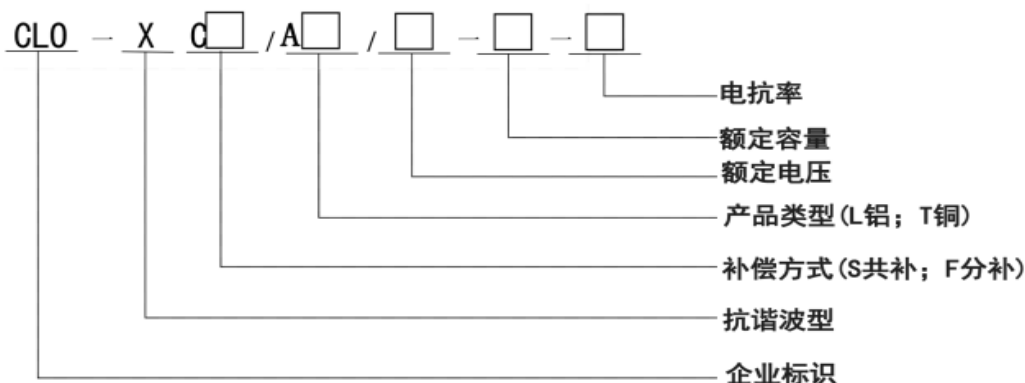 CLO － X C□ /A□ / □ － □ － □
电抗率
额定容量
额定电压
产品类型(L铝；T铜)
补偿方式(S共补；F分补)
抗谐波型
企业标识